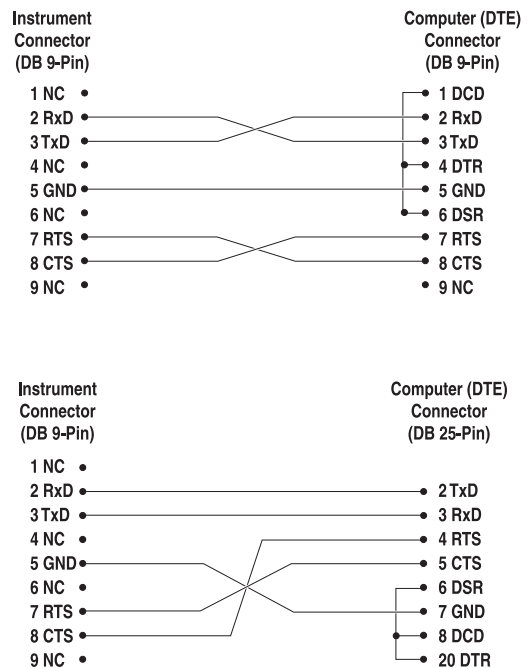 Instrument
Connector
(DB 9-Pin)
Computer (DTE)
Connector
(DB 9-Pin)
1 NC
1 DCD
2 RxD
2 RxD
3 TxD
3 TxD
4 NC
4 DTR
5 GND
5 GND
6 NC
6 DSR
7 RTS
7 RTS
8 CTS
8 CTS
9 NC
9 NC
Instrument
Connector
(DB 9-Pin)
Computer (DTE)
Connector
(DB 25-Pin)
1 NC
2 RxD
2 TxD
3 TxD
3 RxD
4 NC
4 RTS
5 GND
5 CTS
6 NC
6 DSR
7 RTS
7 GND
8 CTS
8 DCD
9 NC
20 DTR